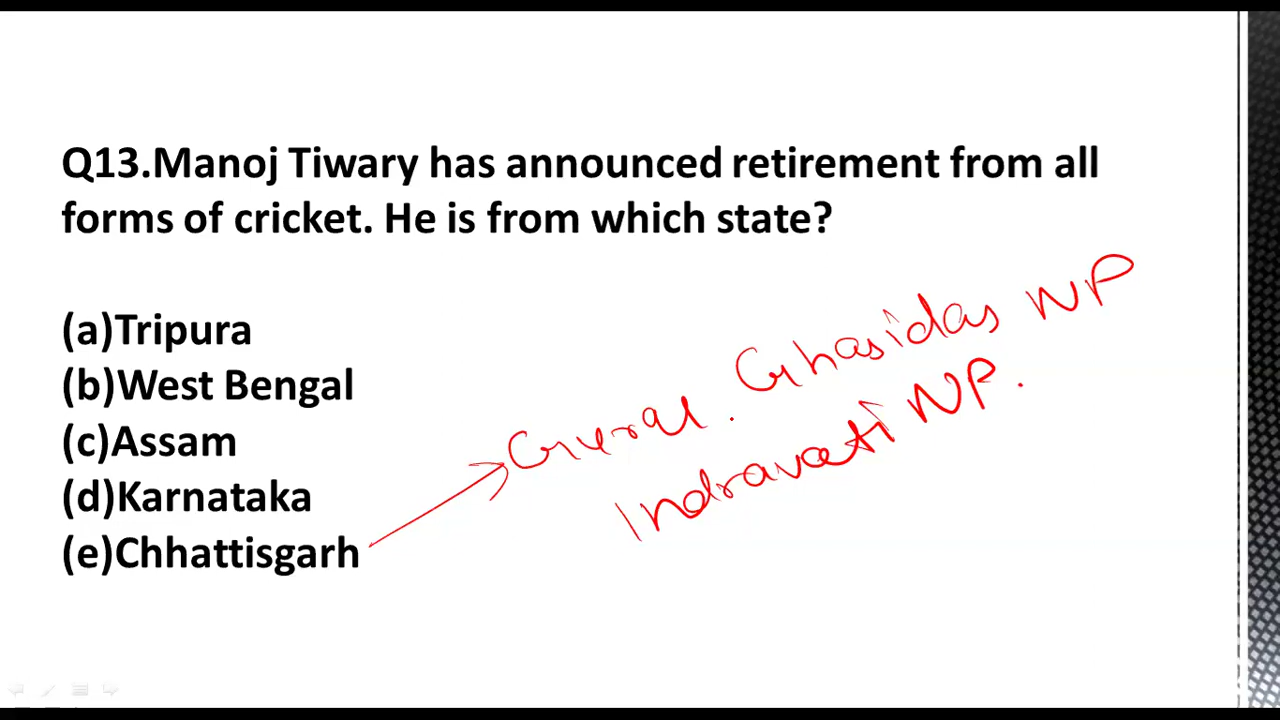 Q13.Manoj Tiwary has announced retirement from all
forms of cricket. He is from which state?
(a)Tripura
(b)West Bengal
(c)Assam
(d)Karnataka
(e)Chhattisgarh
Ghasidas NP
Indravati NP.